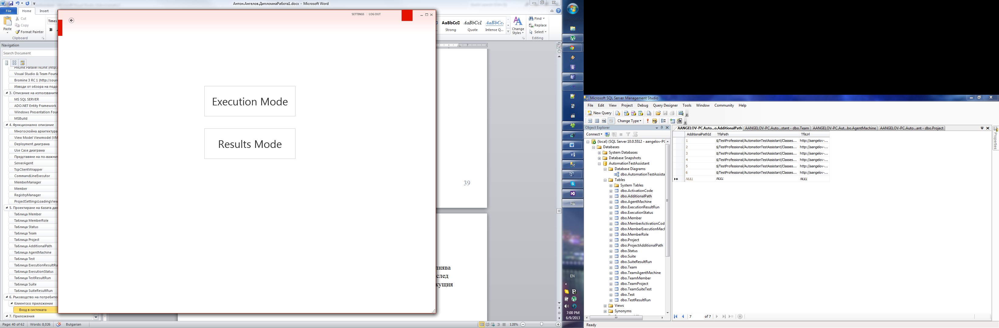 Антон.Ангелов.ДипломнаРабота1.docx - Microsoft Word
File Home Insert
Cut
Copy
Format Painter
Paste
Clipboard
Times
B
SETTINGS | LOG OUT
AaBbCcD AaBbCcL AaBbCcL
Strong Quote Intense Q...
Change Styles
Find
Replace
Select
Editing
Navigation
Search Document
PNUnit Parallel NUnit (http:/
Visual Studio & Team Foun
Bromine 3 RC 1 (http://sour
Изводи от обзора на подо
3. Описание на използваните
MS SQL SERVER
ADO.NET Entity Framework
Windows Presentation Four
MSBuild
4. Функционално описание
Многослойна архитектура
View Model Viewmodel (VM
Deployment диаграма
Use Case диаграма
Представяне на по-важнит
ServerAgent
TcpClientWrapper
CommandLineExecutor
MemberManager
Member
RegistryManager
ProjectSettingsLoadingView
5. Проектиране на базата дан
Таблица Member
Таблица MemberRole
Таблица Status
Таблица Team
Таблица Project
Таблица AdditionalPath
Таблица AgentMachine
Таблица Test
Таблица ExecutionResultRu
Таблица ExecutionStatus
Таблица TestResultRun
Таблица Suite
Таблица SuiteResultRun
6. Ръководство на потребител
Клиентско приложение
Вход в системата
7. Приложения
Page: 40 of 62 Words: 8,026 Bulgarian
128%
Execution Mode
Results Mode
7
39
лнява
след
кущия
EN
7:00 PM
6/9/2013
Microsoft SQL Server Management Studio
File Edit View Project Debug Query Designer Tools Window Community Help
New Query
Change Type
Object Explorer
Connect
(local) (SQL Server 10.0.5512 - aangelov-PC
Databases
System Databases
Database Snapshots
AutomationTestAssistant
Database Diagrams
dbo.AutomationTestAssista
Tables
System Tables
dbo.ActivationCode
dbo.AdditionalPath
dbo.AgentMachine
dbo.ExecutionResultRun
dbo.ExecutionStatus
dbo.Member
dbo.MemberActivationCod
dbo.MemberExecutionMach
dbo.MemberRole
dbo.Project
dbo.ProjectAdditionalPath
dbo.Status
dbo.Suite
dbo.SuiteResultRun
dbo.Team
dbo.TeamAgentMachine
dbo.TeamMember
dbo.TeamProject
dbo.TeamSuiteTest
dbo.Test
dbo.TestResultRun
Views
Synonyms
AANGELOV-PC.Auto...o.AdditionalPath AANGELOV-PC.Auto...stant - dbo.Team AANGELOV-PC.Aut...bo.AgentMachine AANGELOV-PC.Auto...ant - dbo.Project
AdditionalPathId TfsPath TfsUrl
1 $/TestProfessional/AutomationTestAssistant/Classes... http://aangelov-...
2 $/TestProfessional/AutomationTestAssistant/Classes... http://aangelov-...
3 $/TestProfessional/AutomationTestAssistant/Classes... http://aangelov-...
4 $/TestProfessional/AutomationTestAssistant/Classes... http://aangelov-...
5 $/TestProfessional/AutomationTestAssistant/Classes... http://aangelov-...
6 $/TestProfessional/AutomationTestAssistant/Classes... http://aangelov-...
NULL NULL NULL
Properties
7 of 7
Ready